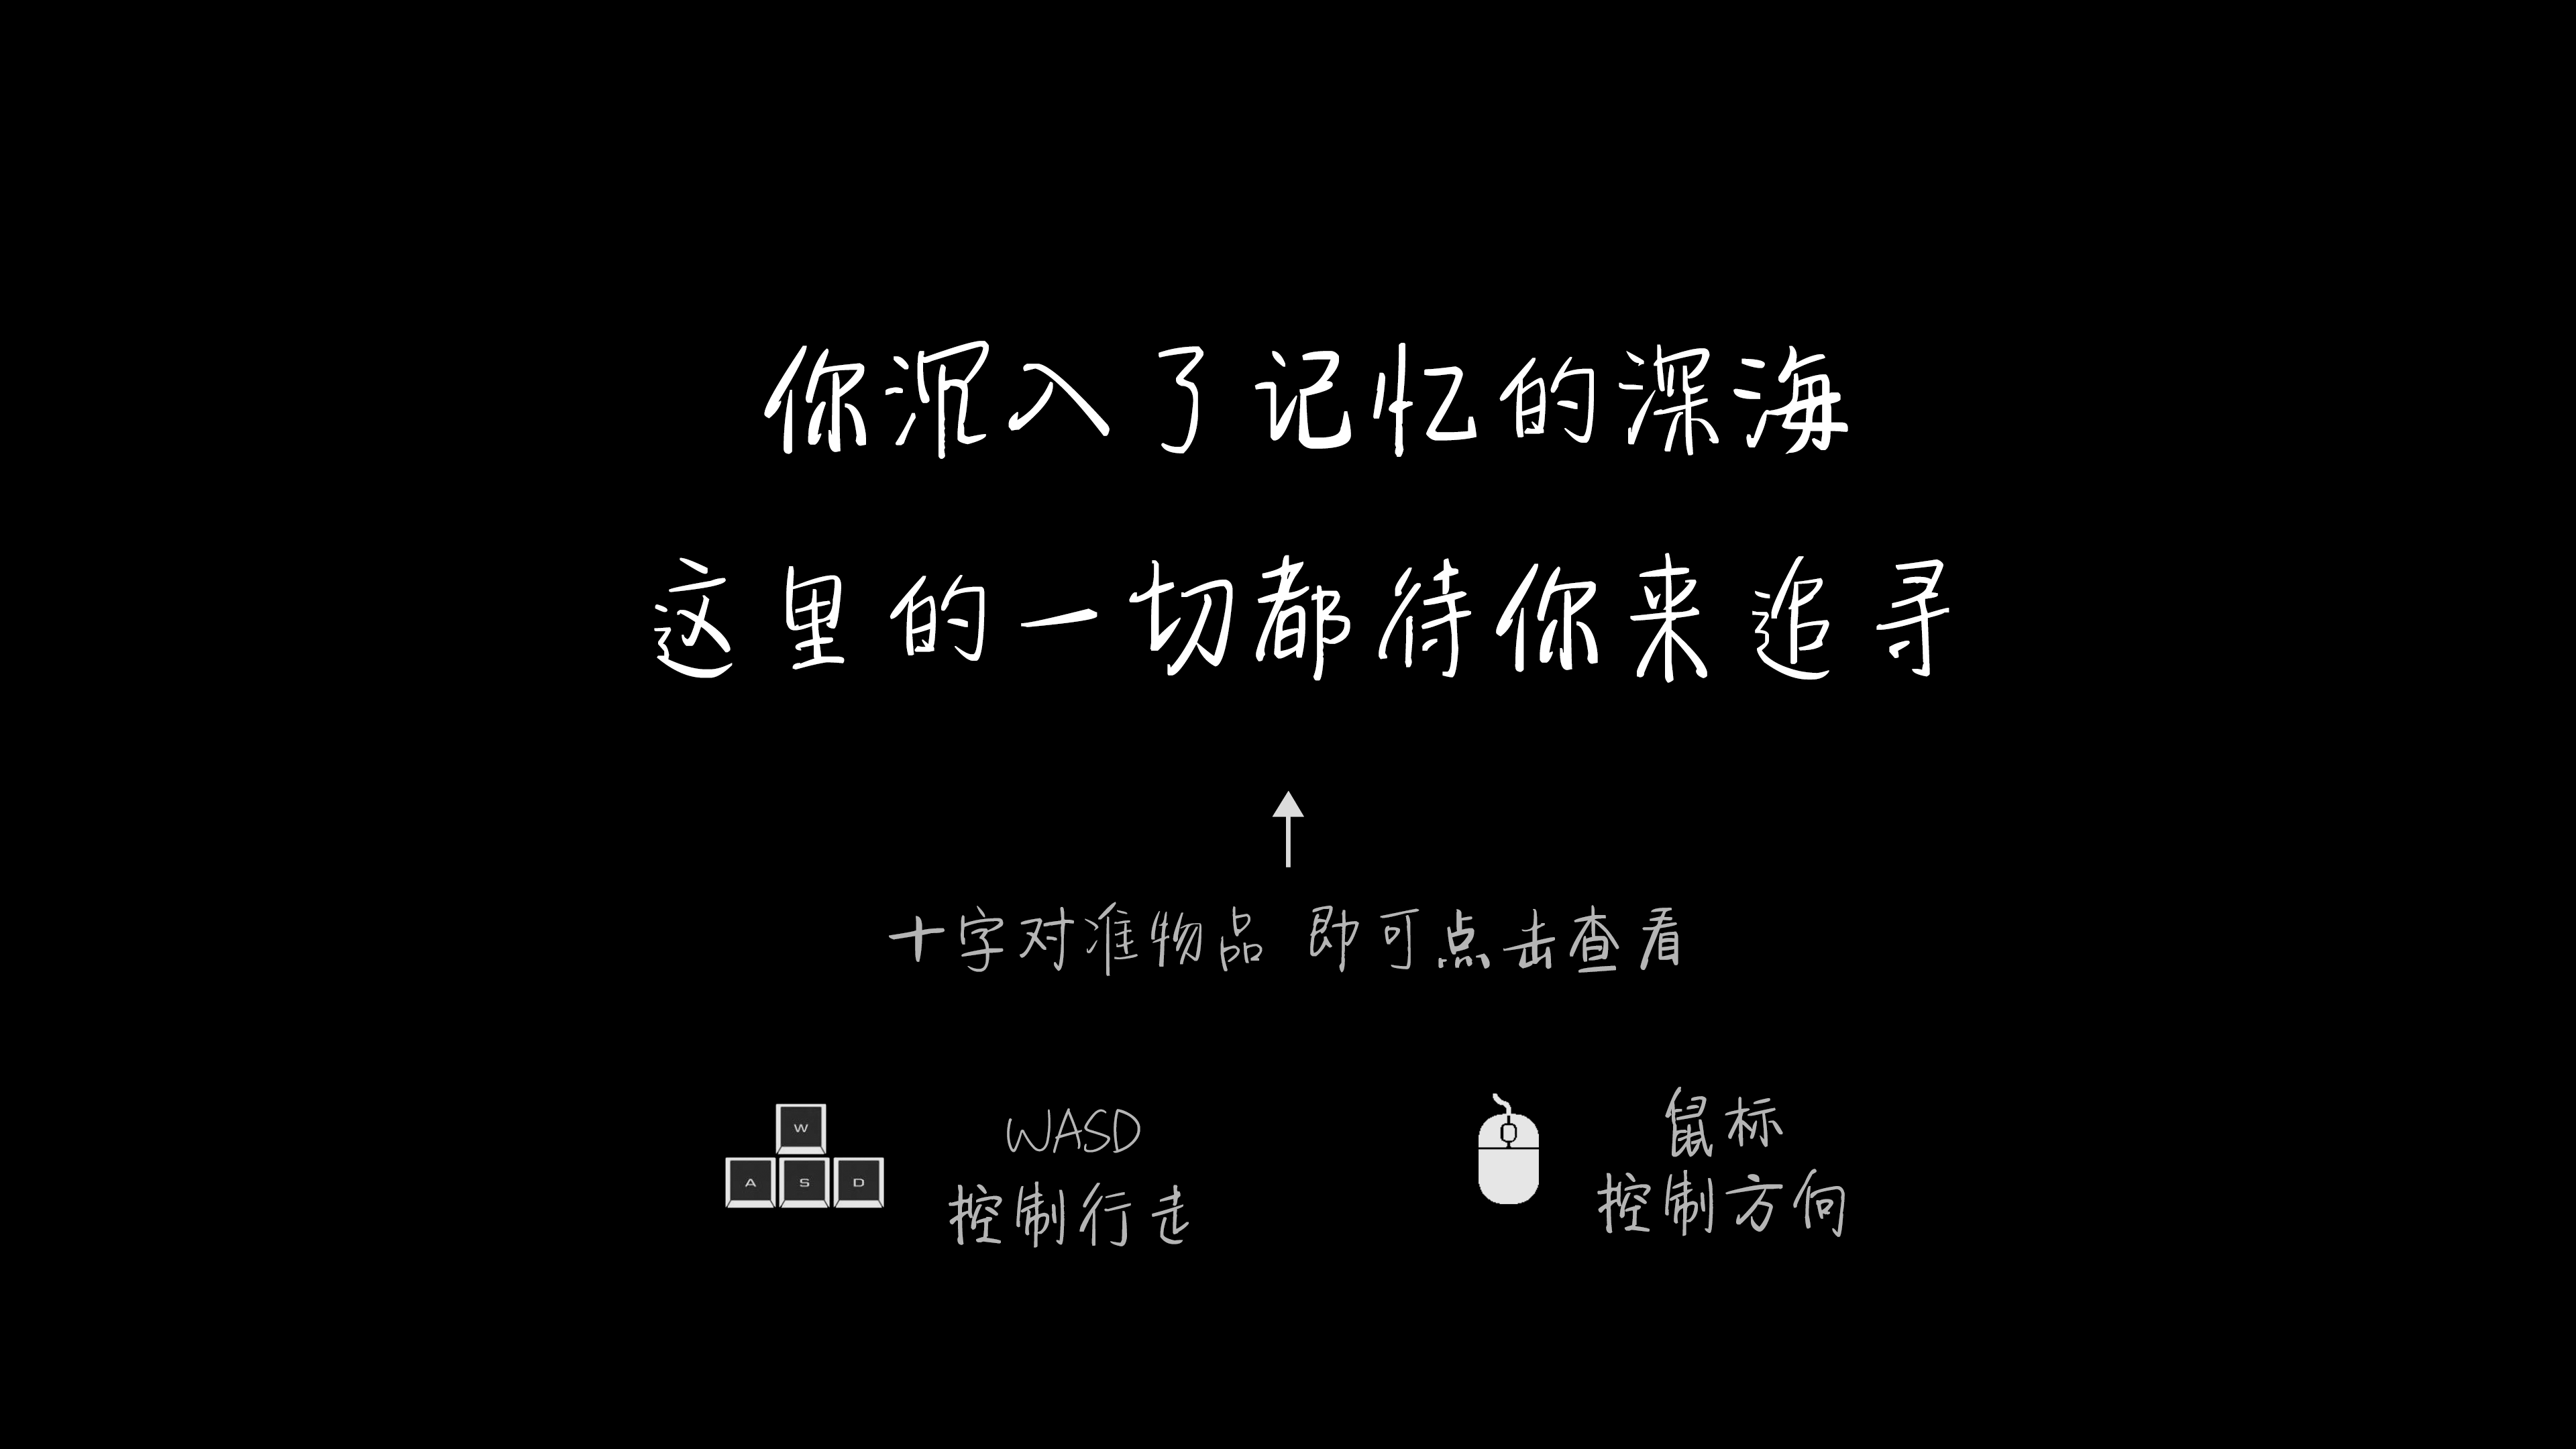 你沉入了记忆的深海
这里的一切都待你来追寻
十字对准物品 即可点击查看
W
A S D
WASD
控制行走
鼠标
控制方向